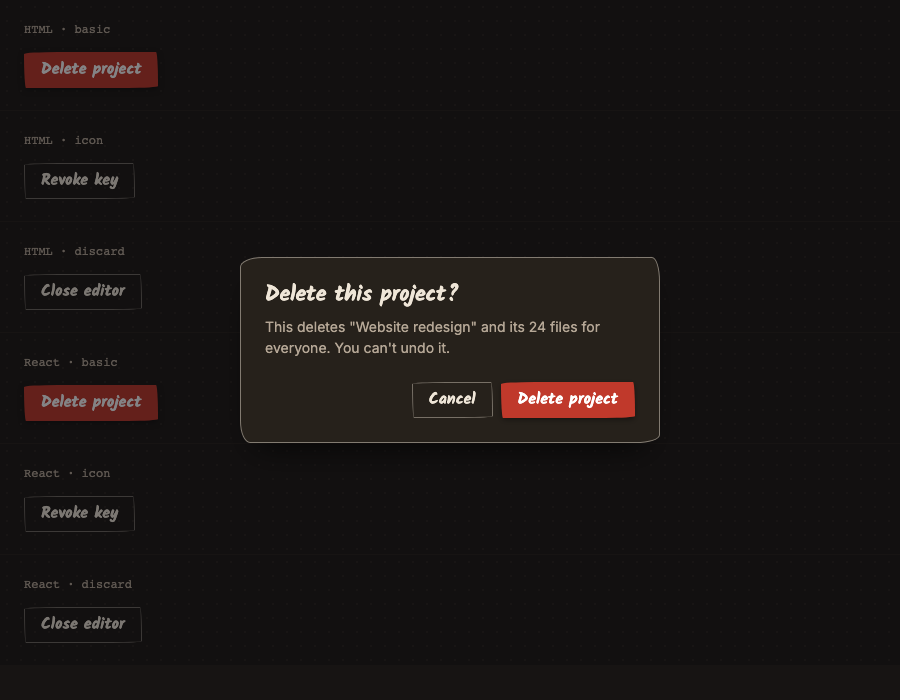 HTML · basic
Delete project
HTML · icon
Revoke key
HTML · discard
Close editor
React · basic
Delete project
React · icon
Revoke key
React · discard
Close editor
Delete this project?
This deletes "Website redesign" and its 24 files for
everyone. You can't undo it.
Cancel
Delete project